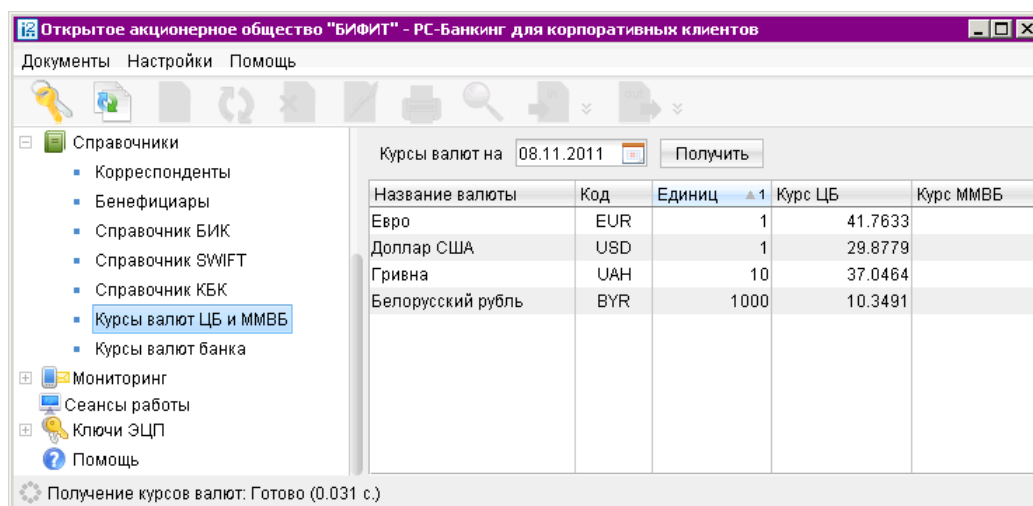 Открытое акционерное общество "БИФИТ" - РС-Банкинг для корпоративных клиентов
Документы Настройки Помощь
in out
Справочники
Корреспонденты
Бенефициары
Справочник БИК
Справочник SWIFT
Справочник КБК
Курсы валют ЦБ и ММВБ
Курсы валют банка
Мониторинг
Сеансы работы
Ключи ЭЦП
Помощь
Курсы валют на 08.11.2011 Получить
Название валюты Код Единиц 1 Курс ЦБ Курс ММВБ
Евро EUR 1 41.7633
Доллар США USD 1 29.8779
Гривна UAH 10 37.0464
Белорусский рубль BYR 1000 10.3491
Получение курсов валют: Готово (0.031 с.)